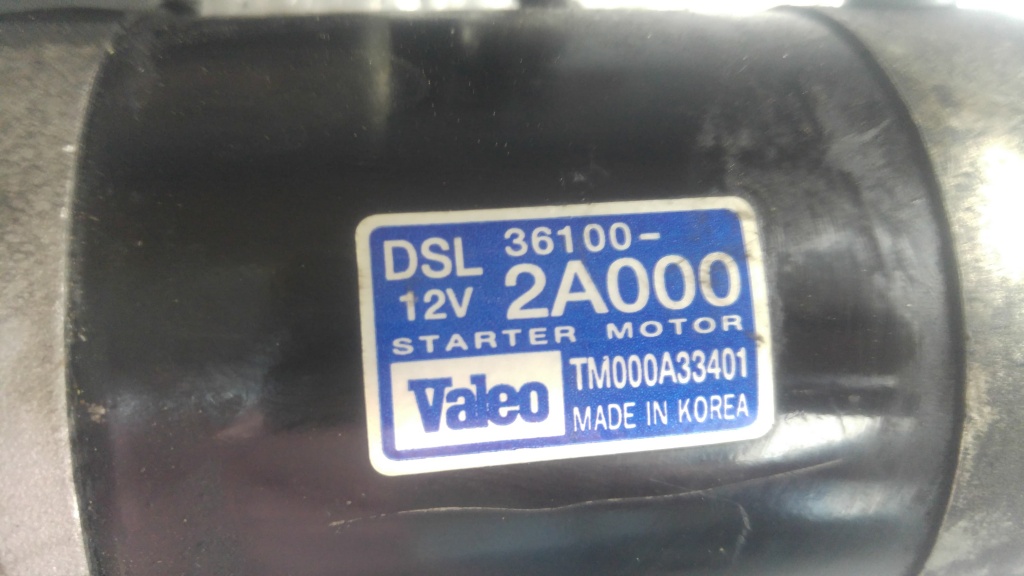 DSL 36100-
12V 2A000
STARTER MOTOR
Valeo TM000A33401
MADE IN KOREA